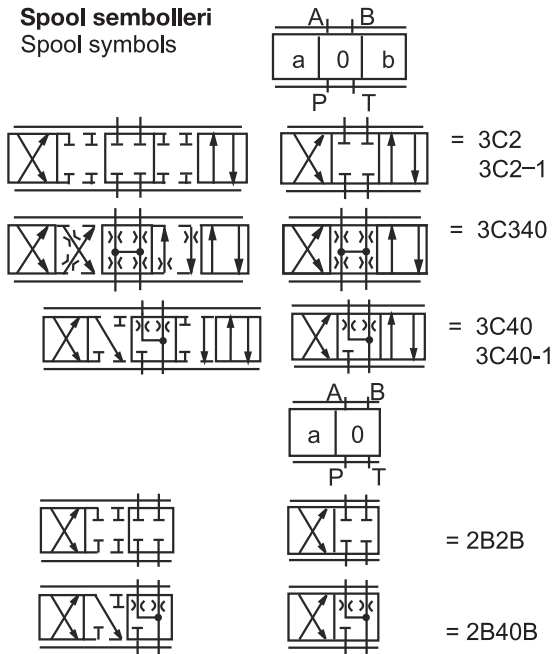 Spool sembolleri
Spool symbols
A B
a 0 b
P T
= 3C2
3C2–1
= 3C340
= 3C40
3C40-1
A B
a 0
P T
= 2B2B
= 2B40B